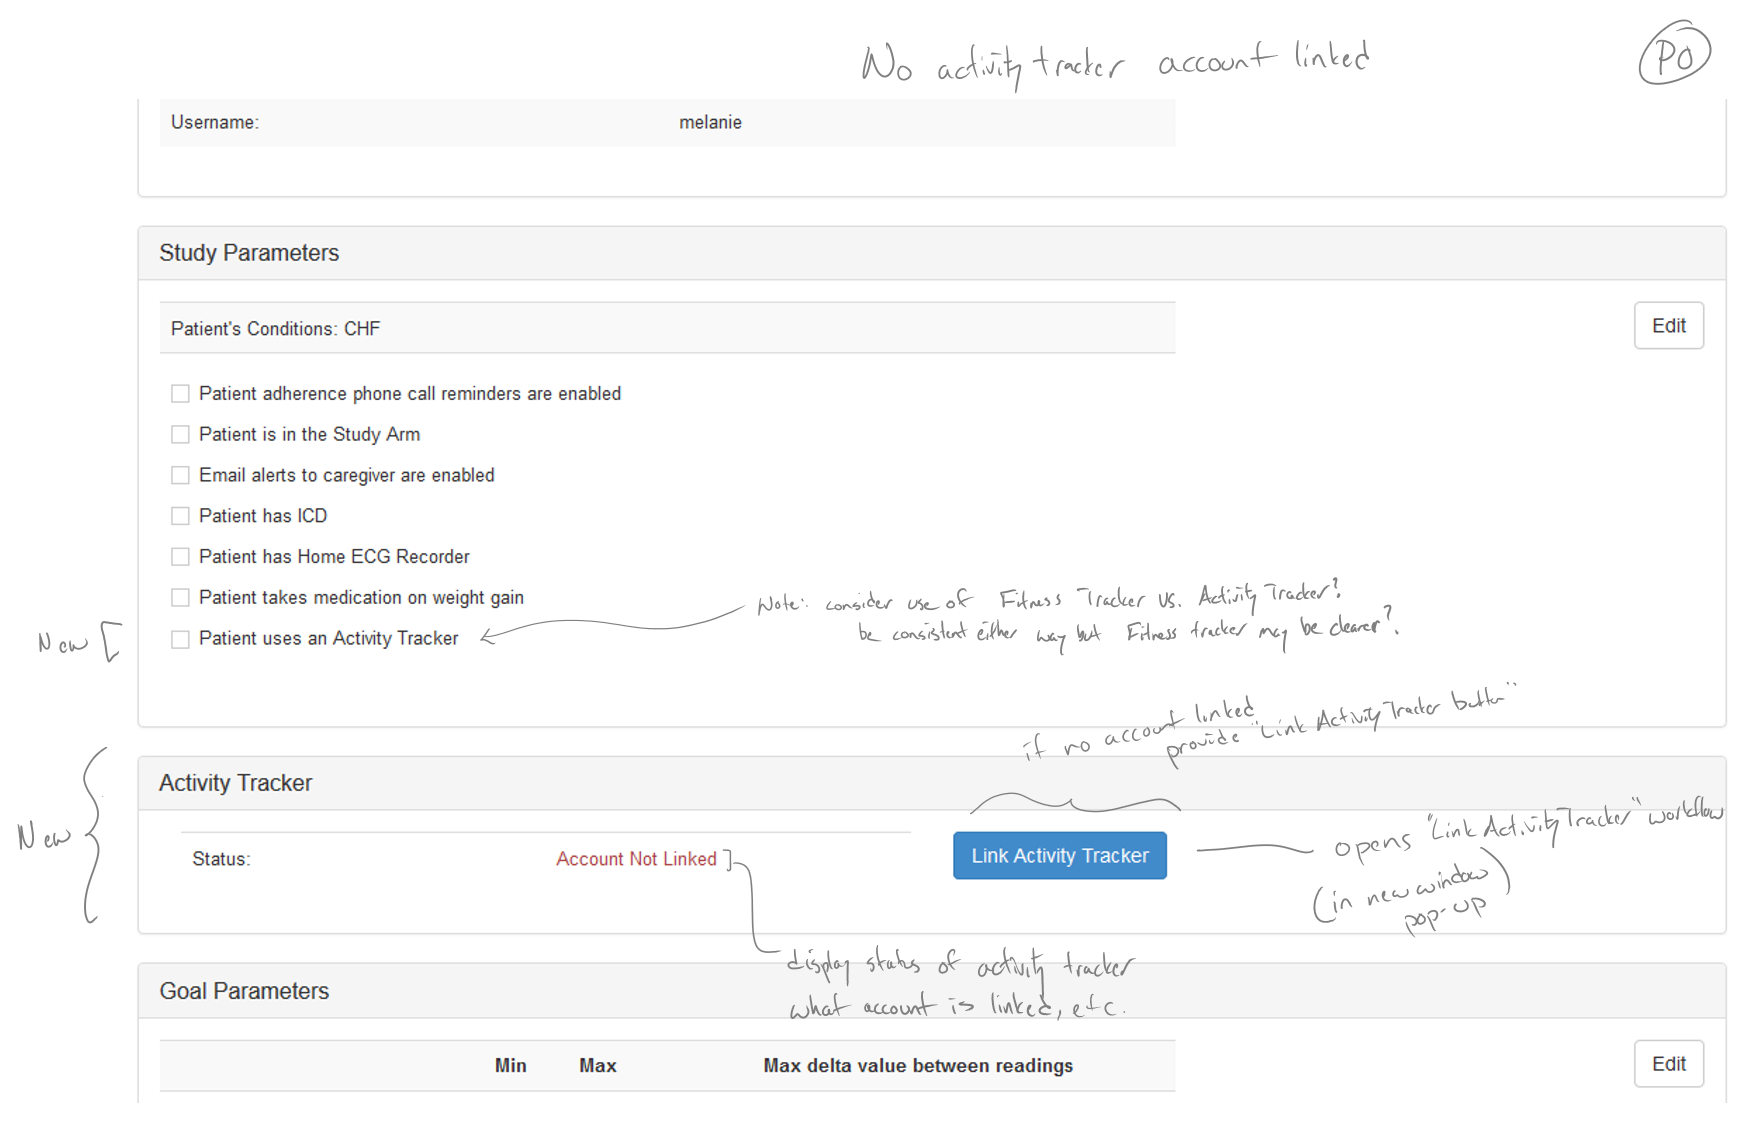 No activity tracker account linked
P0
Username: melanie
Study Parameters
Patient's Conditions: CHF
Edit
Patient adherence phone call reminders are enabled
Patient is in the Study Arm
Email alerts to caregiver are enabled
Patient has ICD
Patient has Home ECG Recorder
Patient takes medication on weight gain
Note: consider use of Fitness Tracker vs. Activity Tracker?
be consistent either way but Fitness tracker may be clearer?
New
Patient uses an Activity Tracker
if no account linked
provide "Link Activity Tracker button"
New
Activity Tracker
Status: Account Not Linked
Link Activity Tracker
opens "Link Activity Tracker" workflow
(in new window
pop-up)
display status of activity tracker
what account is linked, etc.
Goal Parameters
Min Max Max delta value between readings
Edit